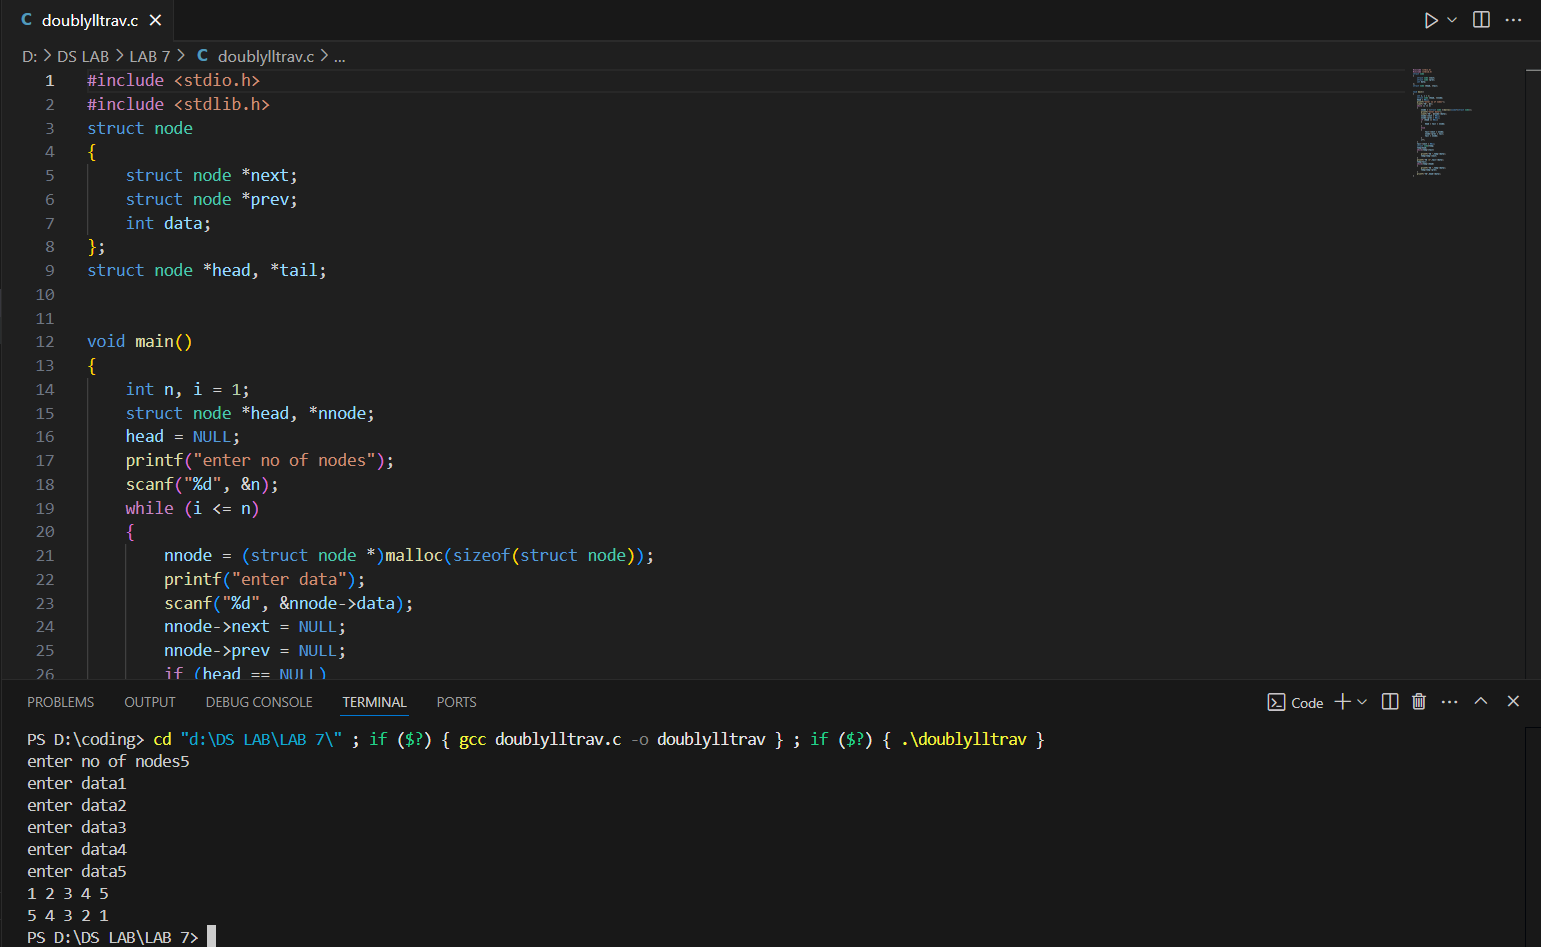 C doublylltrav.c ×
D: > DS LAB > LAB 7 > C doublylltrav.c > ...
1 #include <stdio.h>
2 #include <stdlib.h>
3 struct node
4 {
5 struct node *next;
6 struct node *prev;
7 int data;
8 };
9 struct node *head, *tail;
10
11
12 void main()
13 {
14 int n, i = 1;
15 struct node *head, *nnode;
16 head = NULL;
17 printf("enter no of nodes");
18 scanf("%d", &n);
19 while (i <= n)
20 {
21 nnode = (struct node *)malloc(sizeof(struct node));
22 printf("enter data");
23 scanf("%d", &nnode->data);
24 nnode->next = NULL;
25 nnode->prev = NULL;
26 if (head == NULL)
PROBLEMS OUTPUT DEBUG CONSOLE TERMINAL PORTS Code
PS D:\coding> cd "d:\DS LAB\LAB 7\" ; if ($?) { gcc doublylltrav.c -o doublylltrav } ; if ($?) { .\doublylltrav }
enter no of nodes5
enter data1
enter data2
enter data3
enter data4
enter data5
1 2 3 4 5
5 4 3 2 1
PS D:\DS LAB\LAB 7>